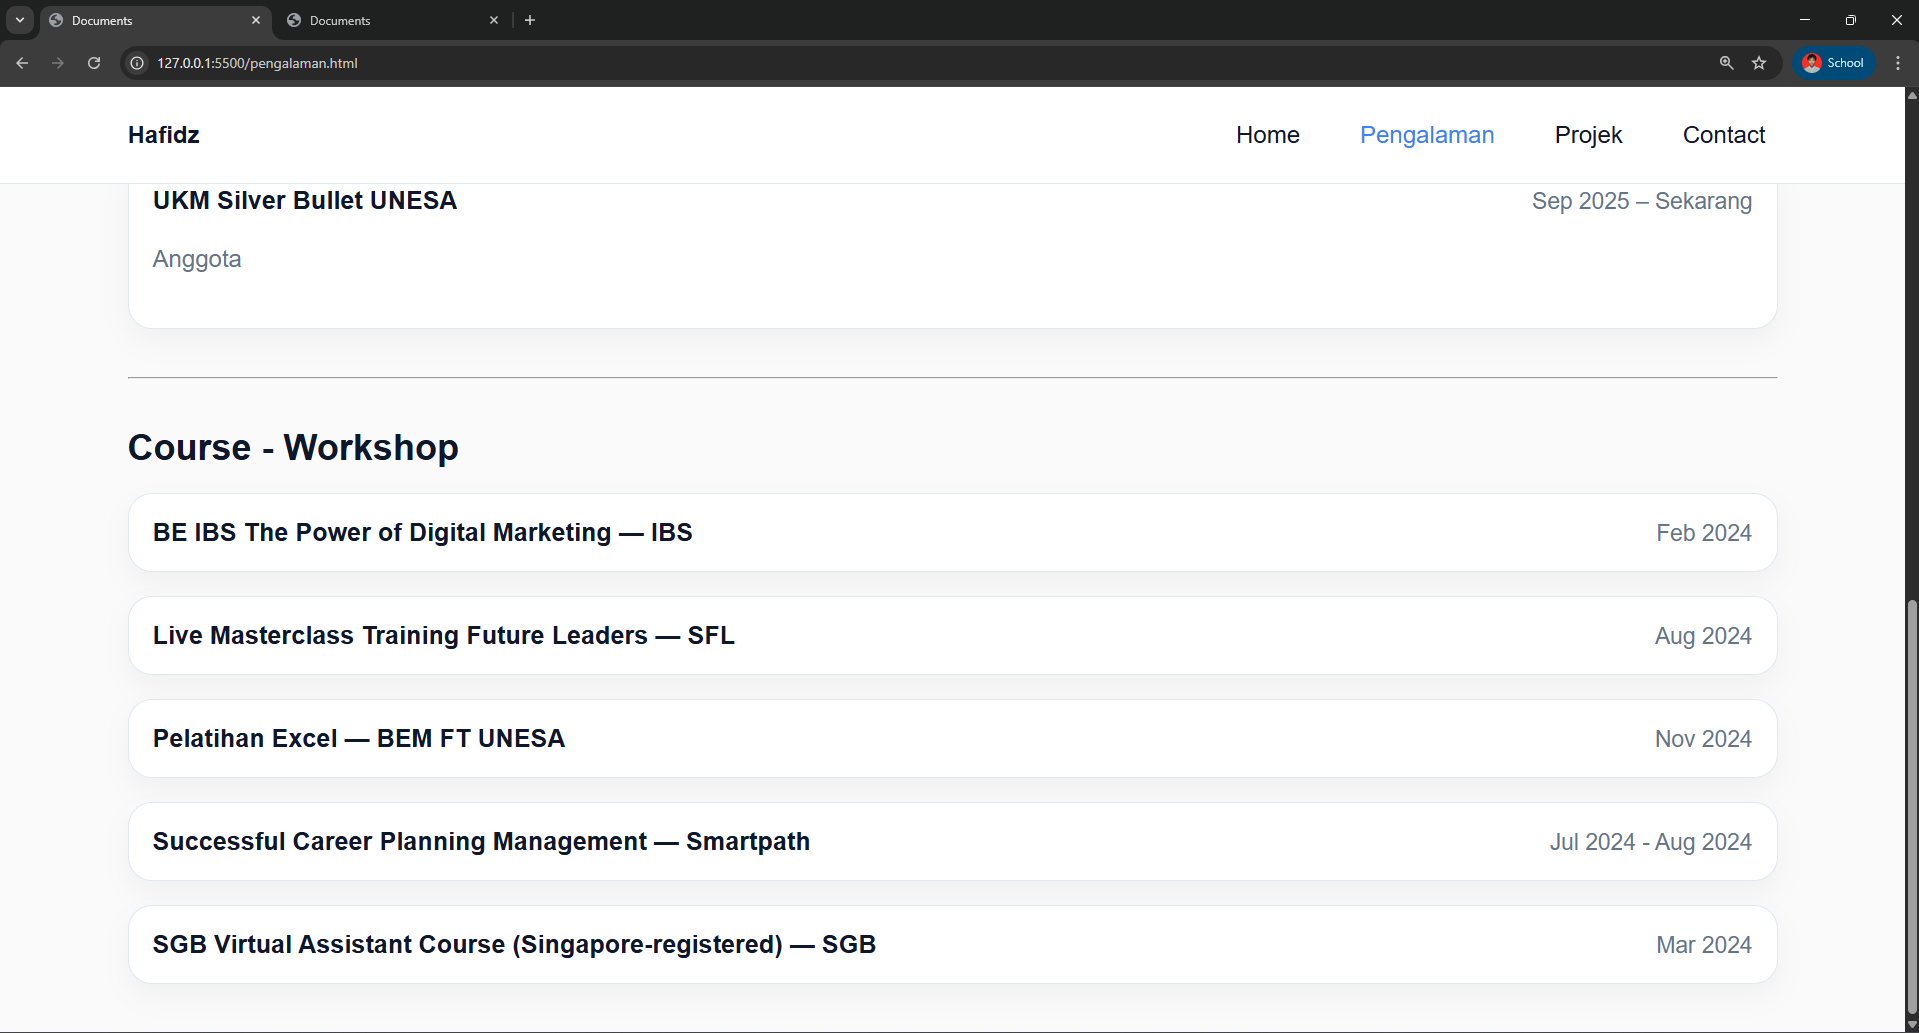 Documents
Documents
127.0.0.1:5500/pengalaman.html
School
Hafidz
Home
Pengalaman
Projek
Contact
UKM Silver Bullet UNESA
Sep 2025 – Sekarang
Anggota
Course - Workshop
BE IBS The Power of Digital Marketing — IBS
Feb 2024
Live Masterclass Training Future Leaders — SFL
Aug 2024
Pelatihan Excel — BEM FT UNESA
Nov 2024
Successful Career Planning Management — Smartpath
Jul 2024 - Aug 2024
SGB Virtual Assistant Course (Singapore-registered) — SGB
Mar 2024